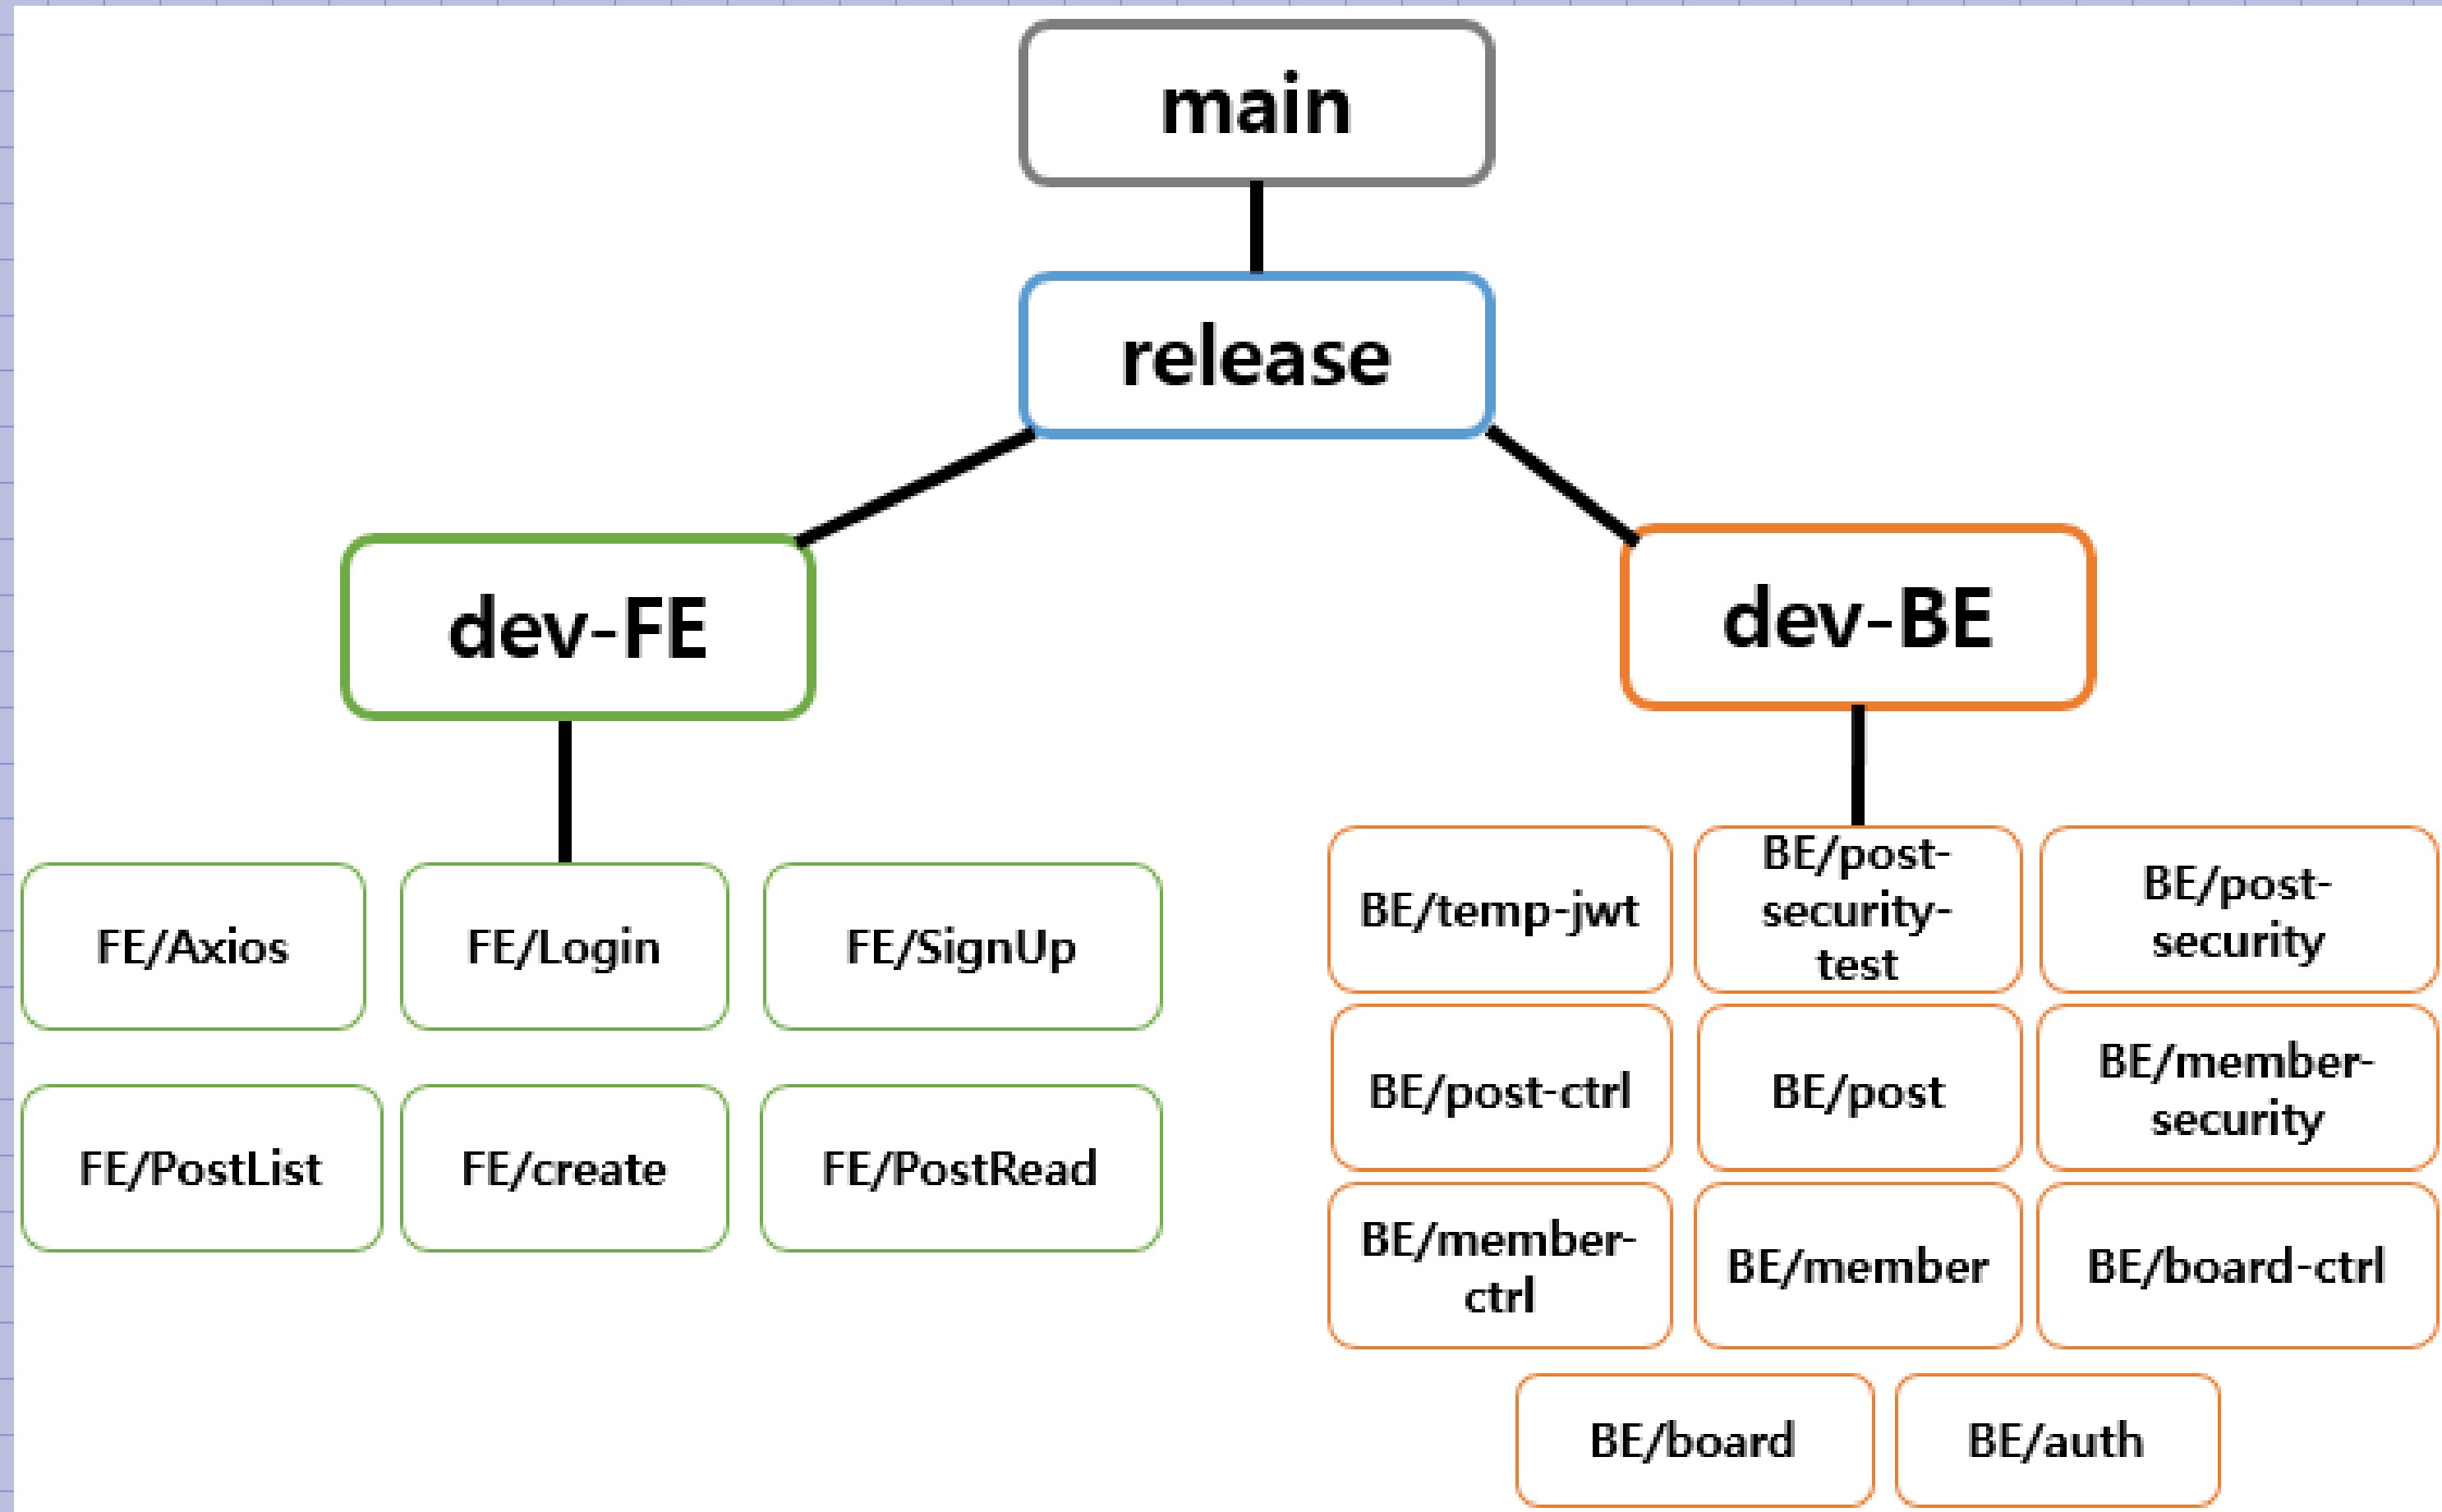 main
release
dev-FE
dev-BE
FE/Axios
FE/Login
FE/SignUp
FE/PostList
FE/create
FE/PostRead
BE/temp-jwt
BE/post-
security-
test
BE/post-
security
BE/post-ctrl
BE/post
BE/member-
security
BE/member-
ctrl
BE/member
BE/board-ctrl
BE/board
BE/auth